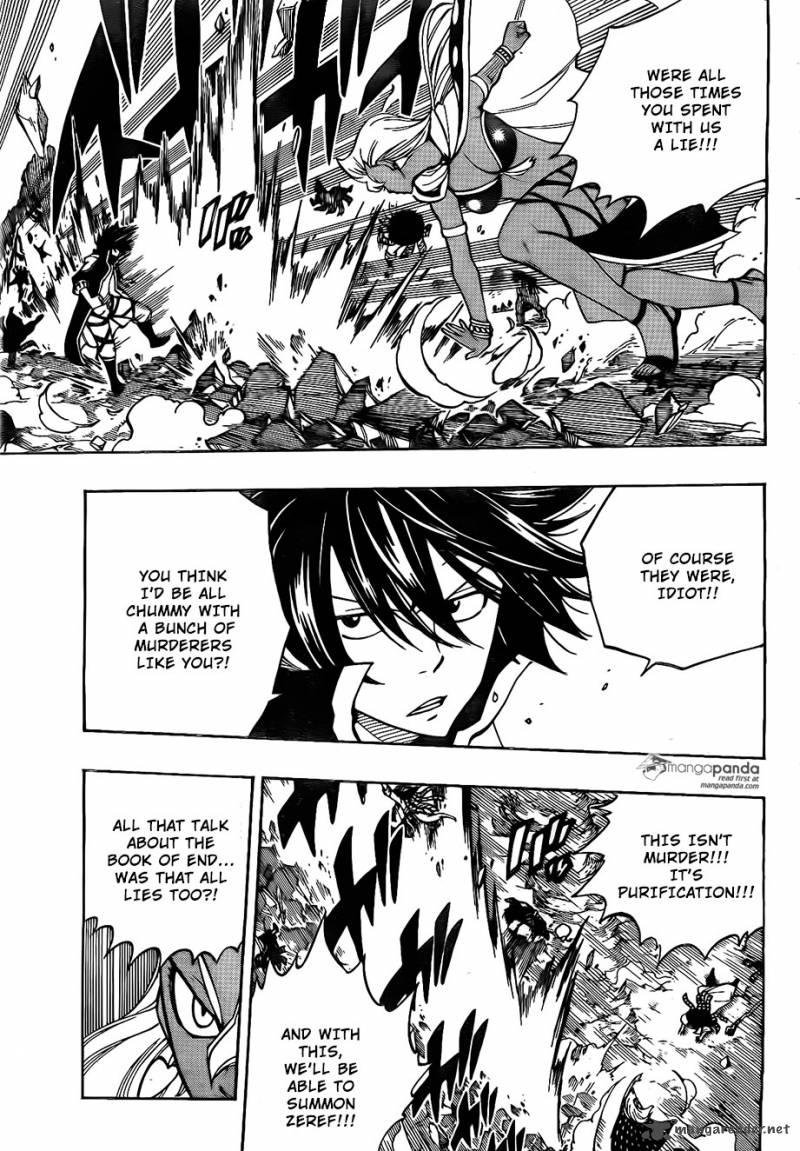 WERE ALL
THOSE TIMES
YOU SPENT
WITH US
A LIE!!!
OF COURSE
THEY WERE,
IDIOT!!
YOU THINK
I'D BE ALL
CHUMMY WITH
A BUNCH OF
MURDERERS
LIKE YOU?!
mangapanda
read first at
mangapanda.com
THIS ISN'T
MURDER!!!
IT'S
PURIFICATION!!!
AND WITH
THIS,
WE'LL BE
ABLE TO
SUMMON
ZEREF!!!
ALL THAT TALK
ABOUT THE
BOOK OF END...
WAS THAT ALL
LIES TOO?!
mangareader.net